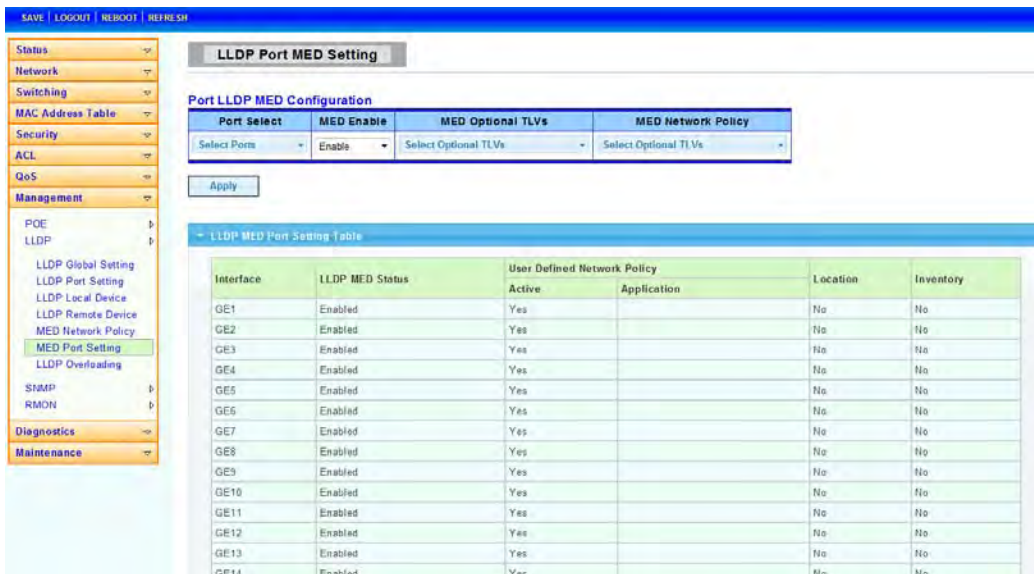 SAVE | LOGOUT | REBOOT | REFRESH
Status
Network
Switching
MAC Address Table
Security
ACL
QoS
Management
POE
LLDP
LLDP Global Setting
LLDP Port Setting
LLDP Local Device
LLDP Remote Device
MED Network Policy
MED Port Setting
LLDP Overloading
SNMP
RMON
Diagnostics
Maintenance
LLDP Port MED Setting
Port LLDP MED Configuration
Port Select MED Enable MED Optional TLVs MED Network Policy
Select Ports Enable Select Optional TLVs Select Optional TLVs
Apply
LLDP MED Port Setting Table
Interface LLDP MED Status User Defined Network Policy Location Inventory
Active Application
GE1 Enabled Yes No No
GE2 Enabled Yes No No
GE3 Enabled Yes No No
GE4 Enabled Yes No No
GE5 Enabled Yes No No
GE6 Enabled Yes No No
GE7 Enabled Yes No No
GE8 Enabled Yes No No
GE9 Enabled Yes No No
GE10 Enabled Yes No No
GE11 Enabled Yes No No
GE12 Enabled Yes No No
GE13 Enabled Yes No No
GE14 Enabled Yes No No